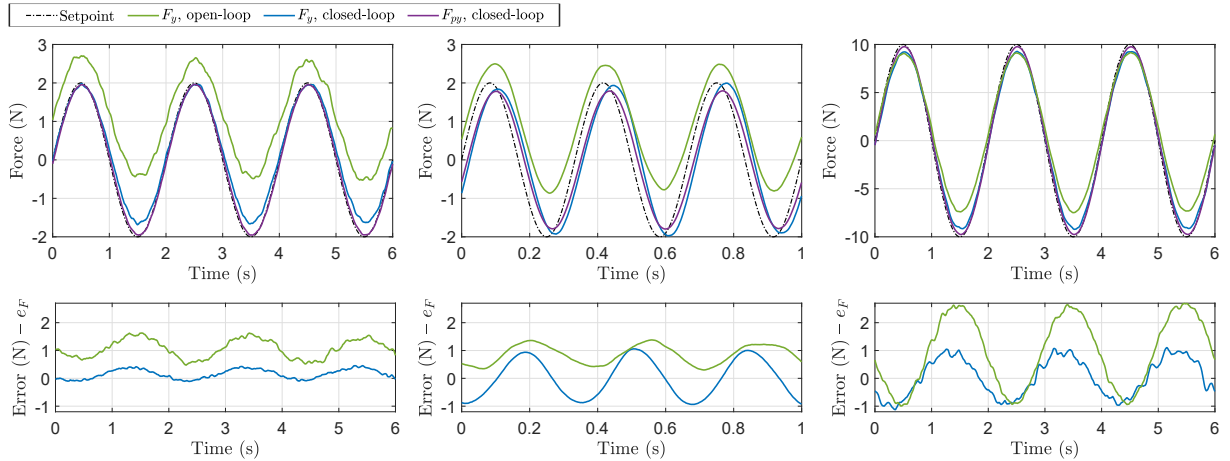 Setpoint F_y, open-loop F_y, closed-loop F_py, closed-loop
3 3 10
2 2 5
1 1 0
0 0 -5
-1 -1 -10
-2 -2
Force (N) Force (N) Force (N)
0 1 2 3 4 5 6 0 0.2 0.4 0.6 0.8 1 0 1 2 3 4 5 6
Time (s) Time (s) Time (s)
2 2 2
1 1 1
0 0 0
-1 -1 -1
Error (N) − e_F Error (N) − e_F Error (N) − e_F
0 1 2 3 4 5 6 0 0.2 0.4 0.6 0.8 1 0 1 2 3 4 5 6
Time (s) Time (s) Time (s)